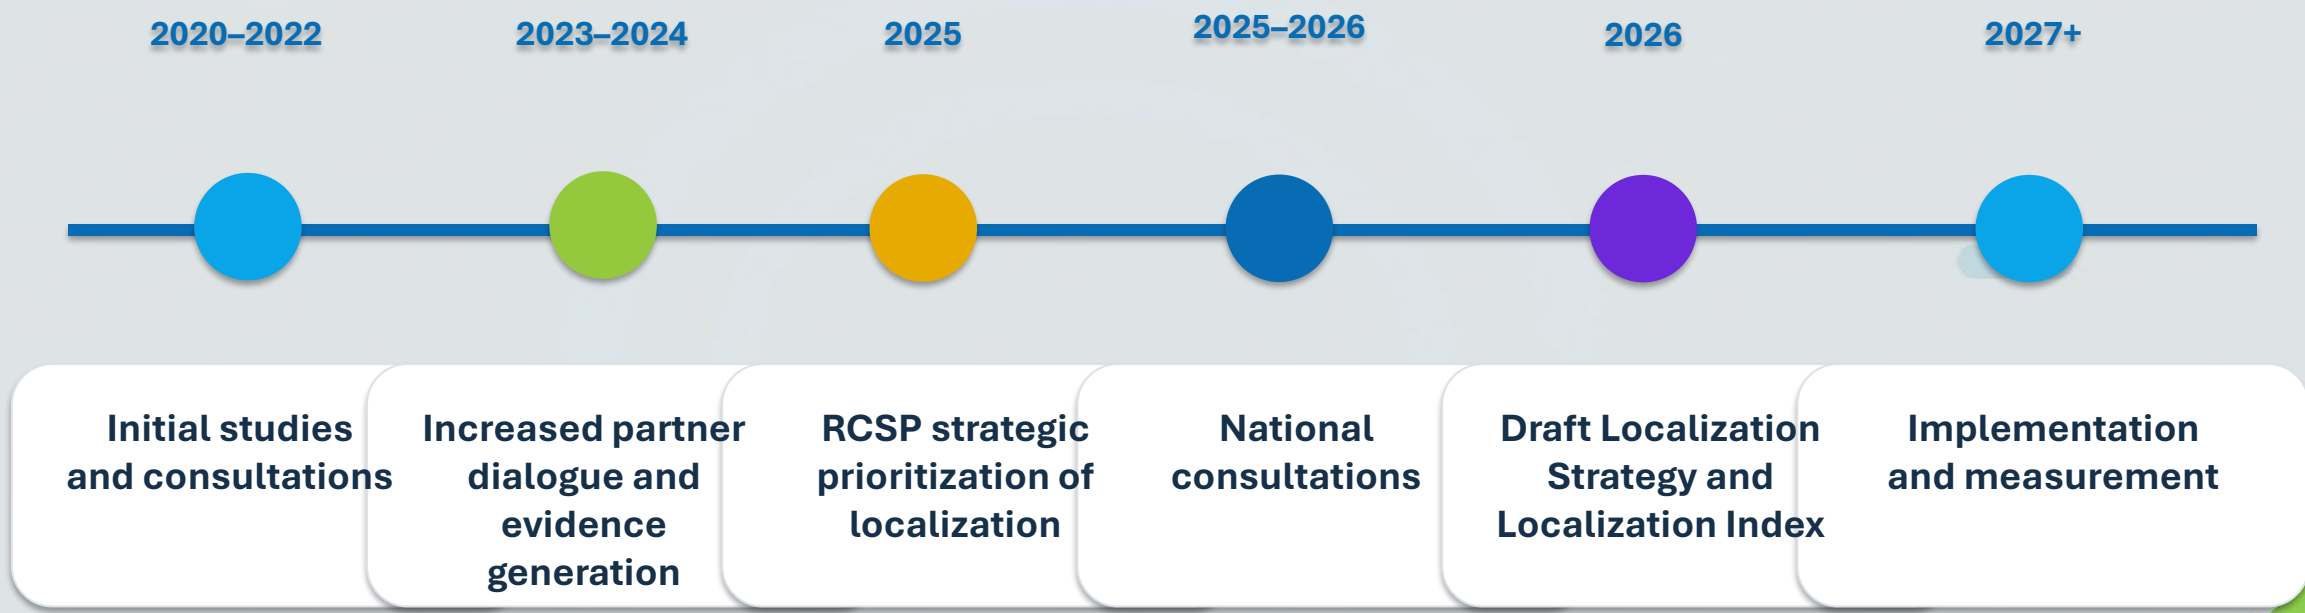 2020–2022
2023–2024
2025
2025–2026
2026
2027+
Initial studies
and consultations
Increased partner
dialogue and
evidence
generation
RCSP strategic
prioritization of
localization
National
consultations
Draft Localization
Strategy and
Localization Index
Implementation
and measurement